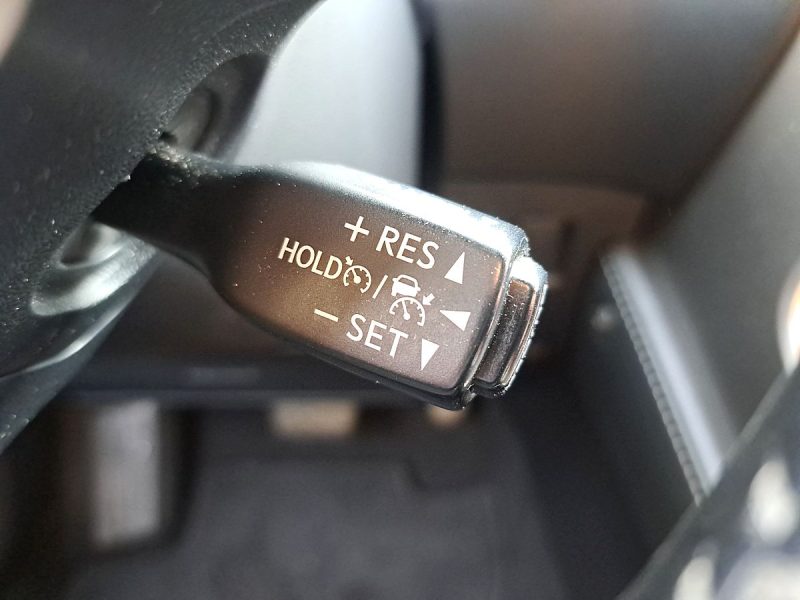 + RES ▲
HOLD / ◀
− SET ▼